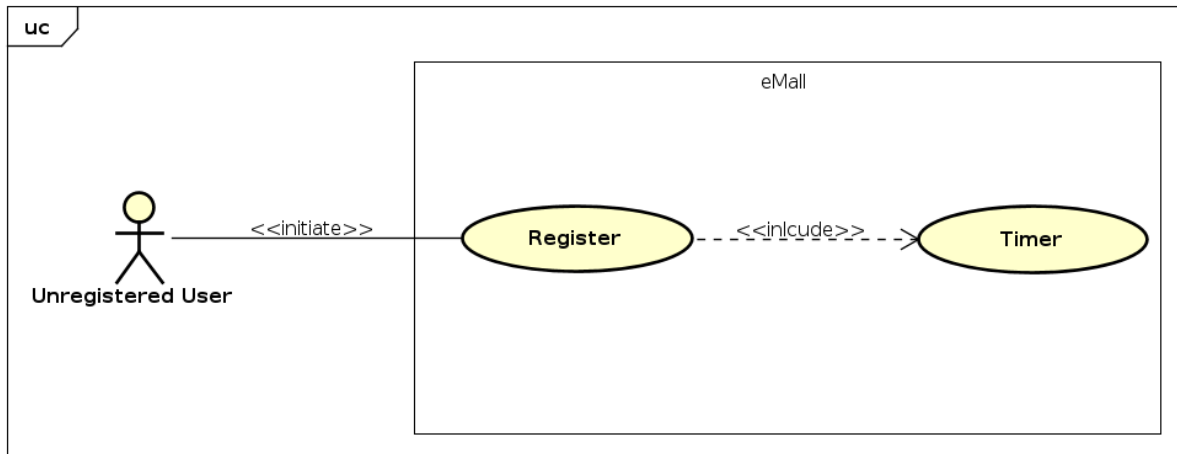 uc
eMall
<<initiate>>
Register
<<inlcude>>
Timer
Unregistered User